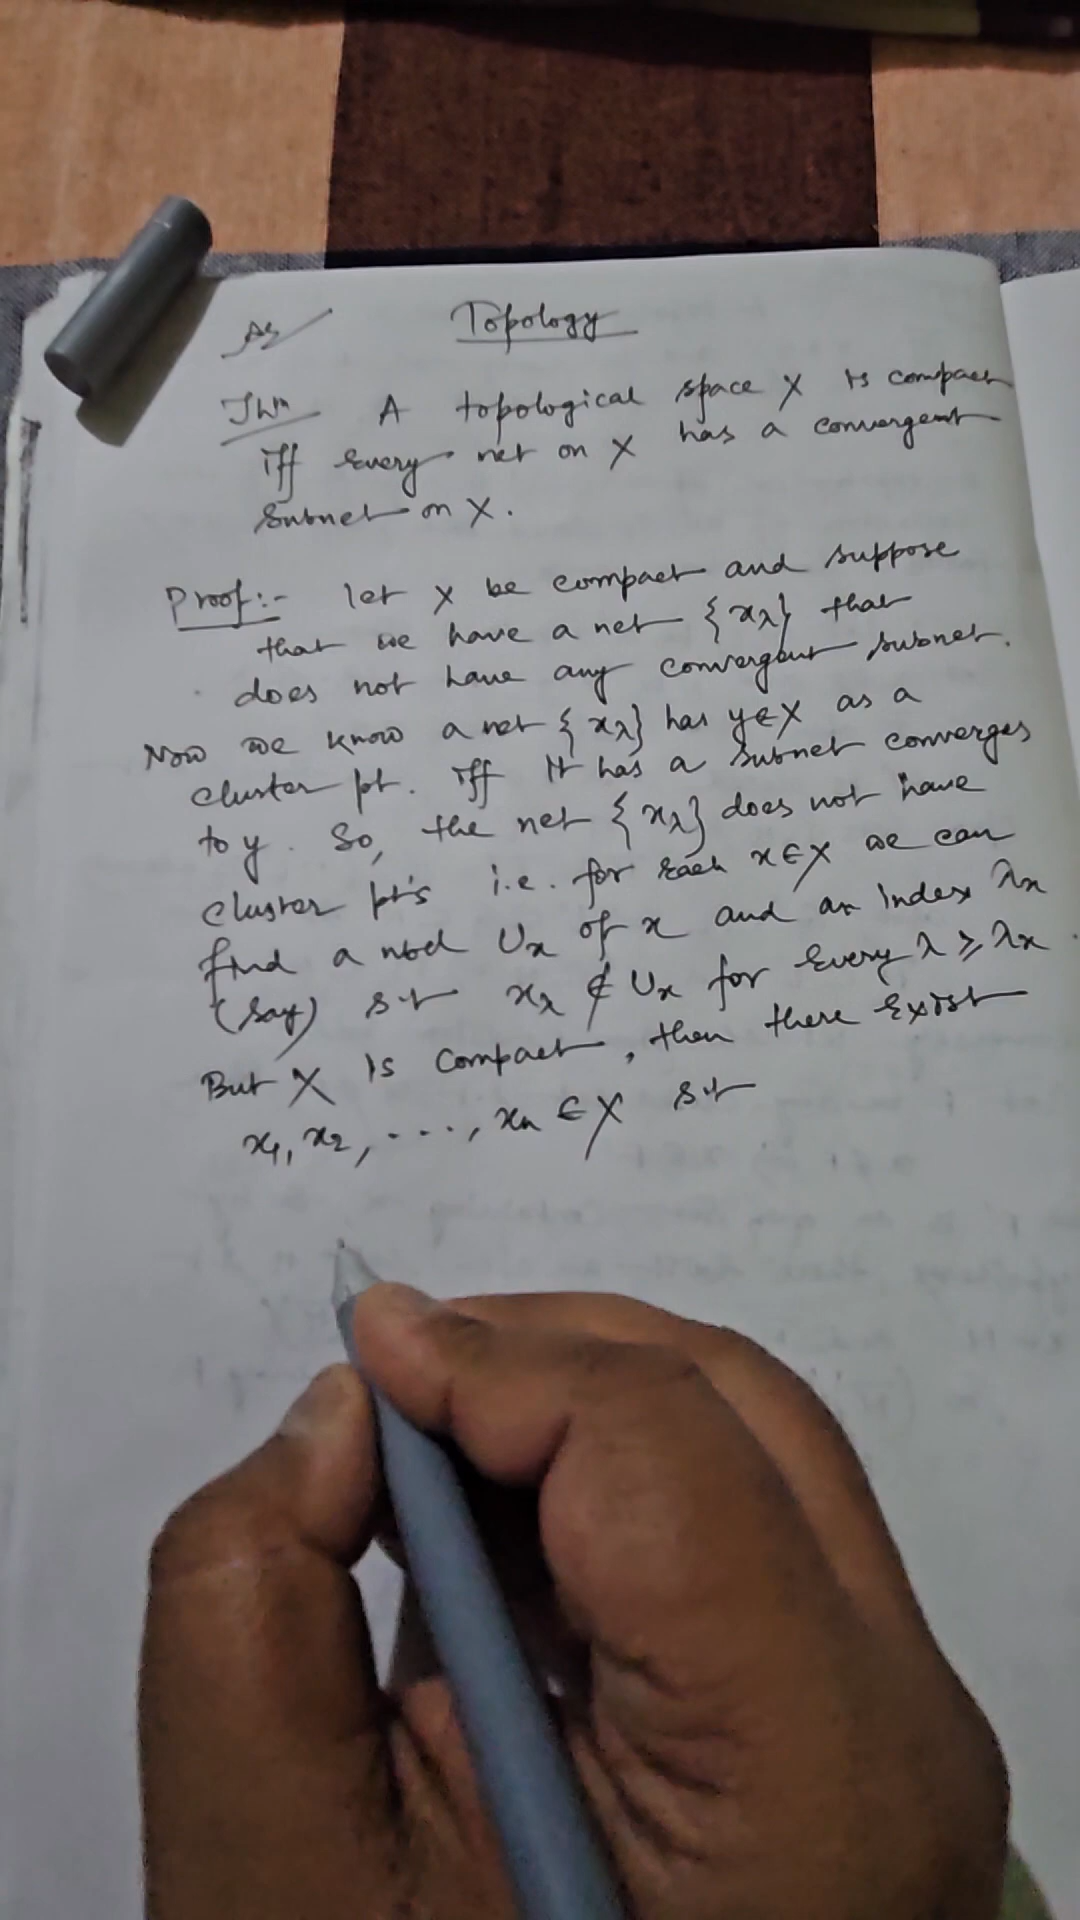 Topology
Thm A topological space X is compact
iff every net on X has a convergent
subnet on X.
Proof:- let X be compact and suppose
that we have a net {xλ} that
does not have any convergent subnet.
Now we know a net {xλ} has y∈X as a
cluster pt. iff it has a subnet converges
to y. So, the net {xλ} does not have
cluster pt's i.e. for each x∈X we can
find a nbd Ux of x and an index λx
(say) s.t xλ ∉ Ux for every λ ≥ λx.
But X is compact, then there exist
x1, x2, ...., xn ∈ X s.t